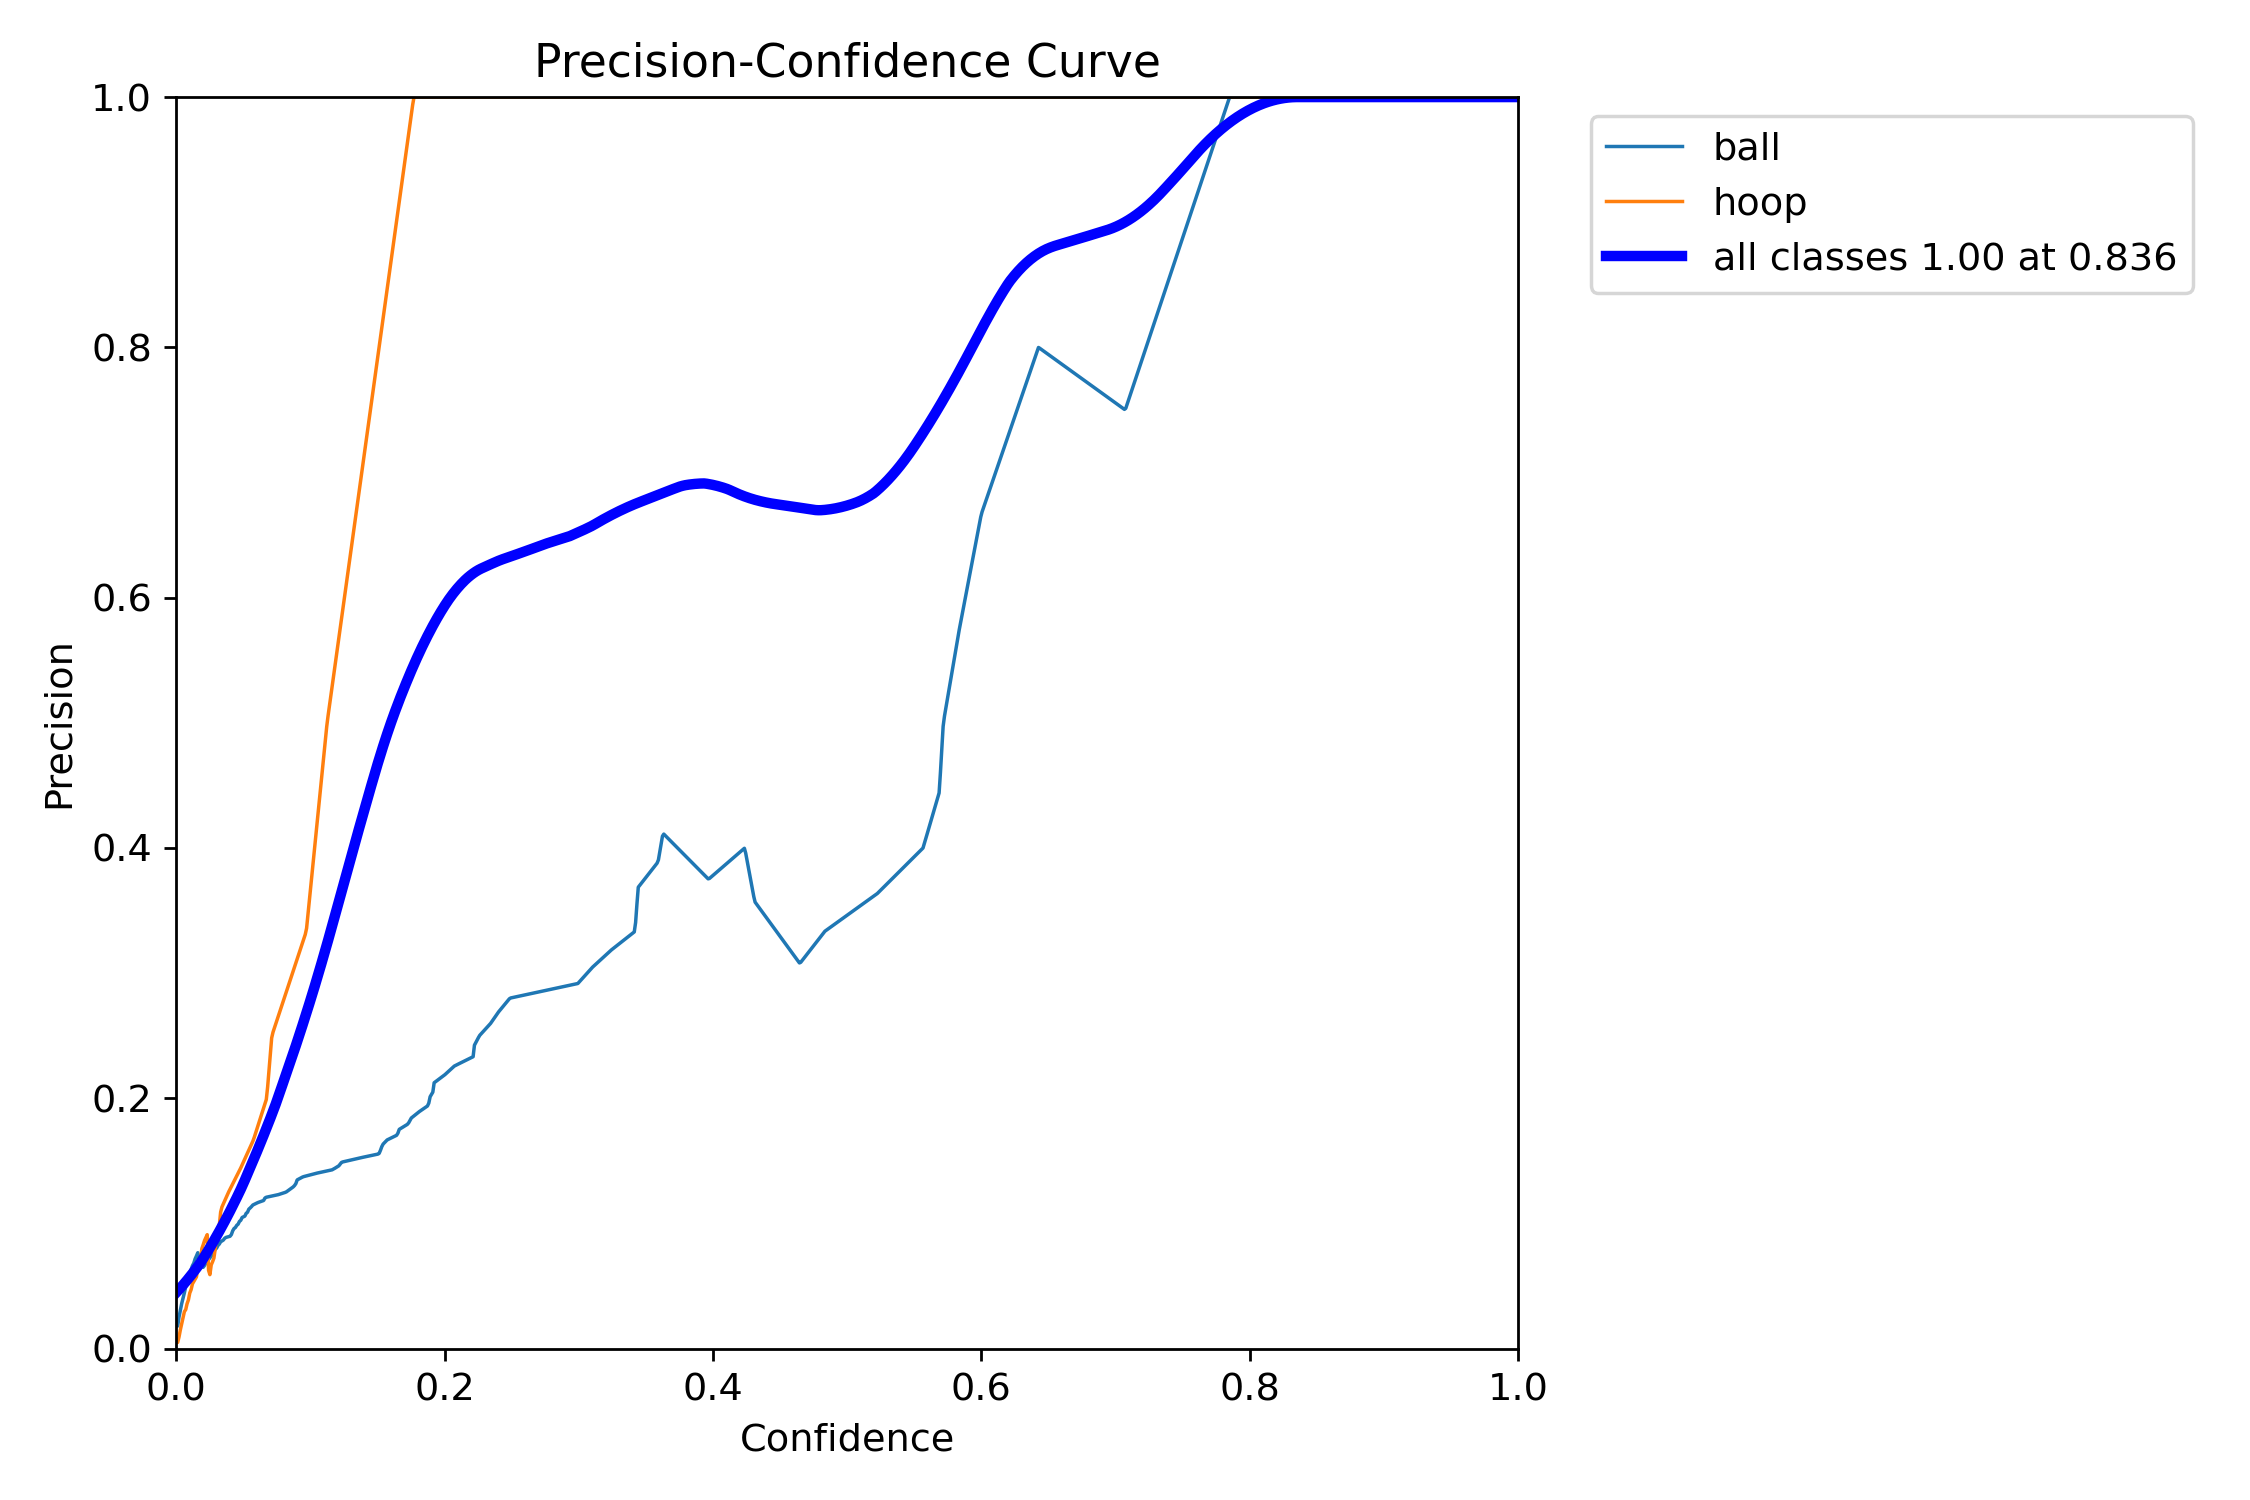 Precision-Confidence Curve
1.0
0.8
0.6
0.4
0.2
0.0
Precision
0.0 0.2 0.4 0.6 0.8 1.0
Confidence
ball
hoop
all classes 1.00 at 0.836